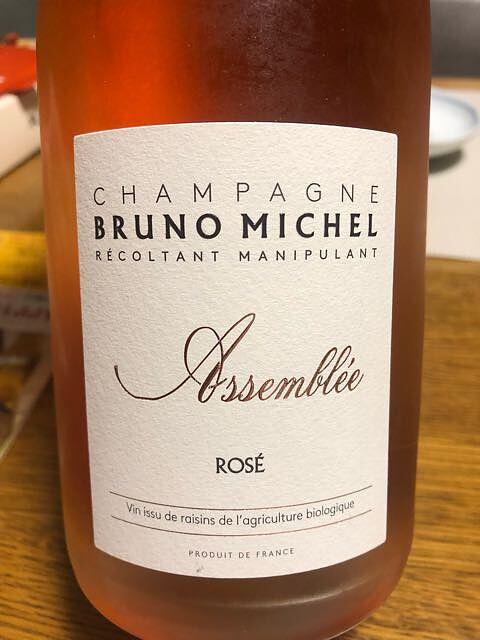 CHAMPAGNE
BRUNO MICHEL
RÉCOLTANT MANIPULANT
Assemblée
ROSÉ
Vin issu de raisins de l'agriculture biologique
PRODUIT DE FRANCE